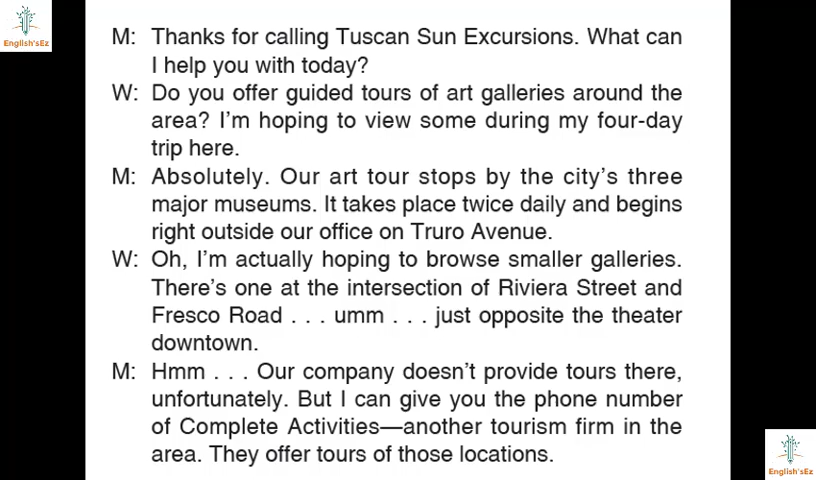 English'sEz
M: Thanks for calling Tuscan Sun Excursions. What can
I help you with today?
W: Do you offer guided tours of art galleries around the
area? I'm hoping to view some during my four-day
trip here.
M: Absolutely. Our art tour stops by the city's three
major museums. It takes place twice daily and begins
right outside our office on Truro Avenue.
W: Oh, I'm actually hoping to browse smaller galleries.
There's one at the intersection of Riviera Street and
Fresco Road . . . umm . . . just opposite the theater
downtown.
M: Hmm . . . Our company doesn't provide tours there,
unfortunately. But I can give you the phone number
of Complete Activities—another tourism firm in the
area. They offer tours of those locations.
English'sEz